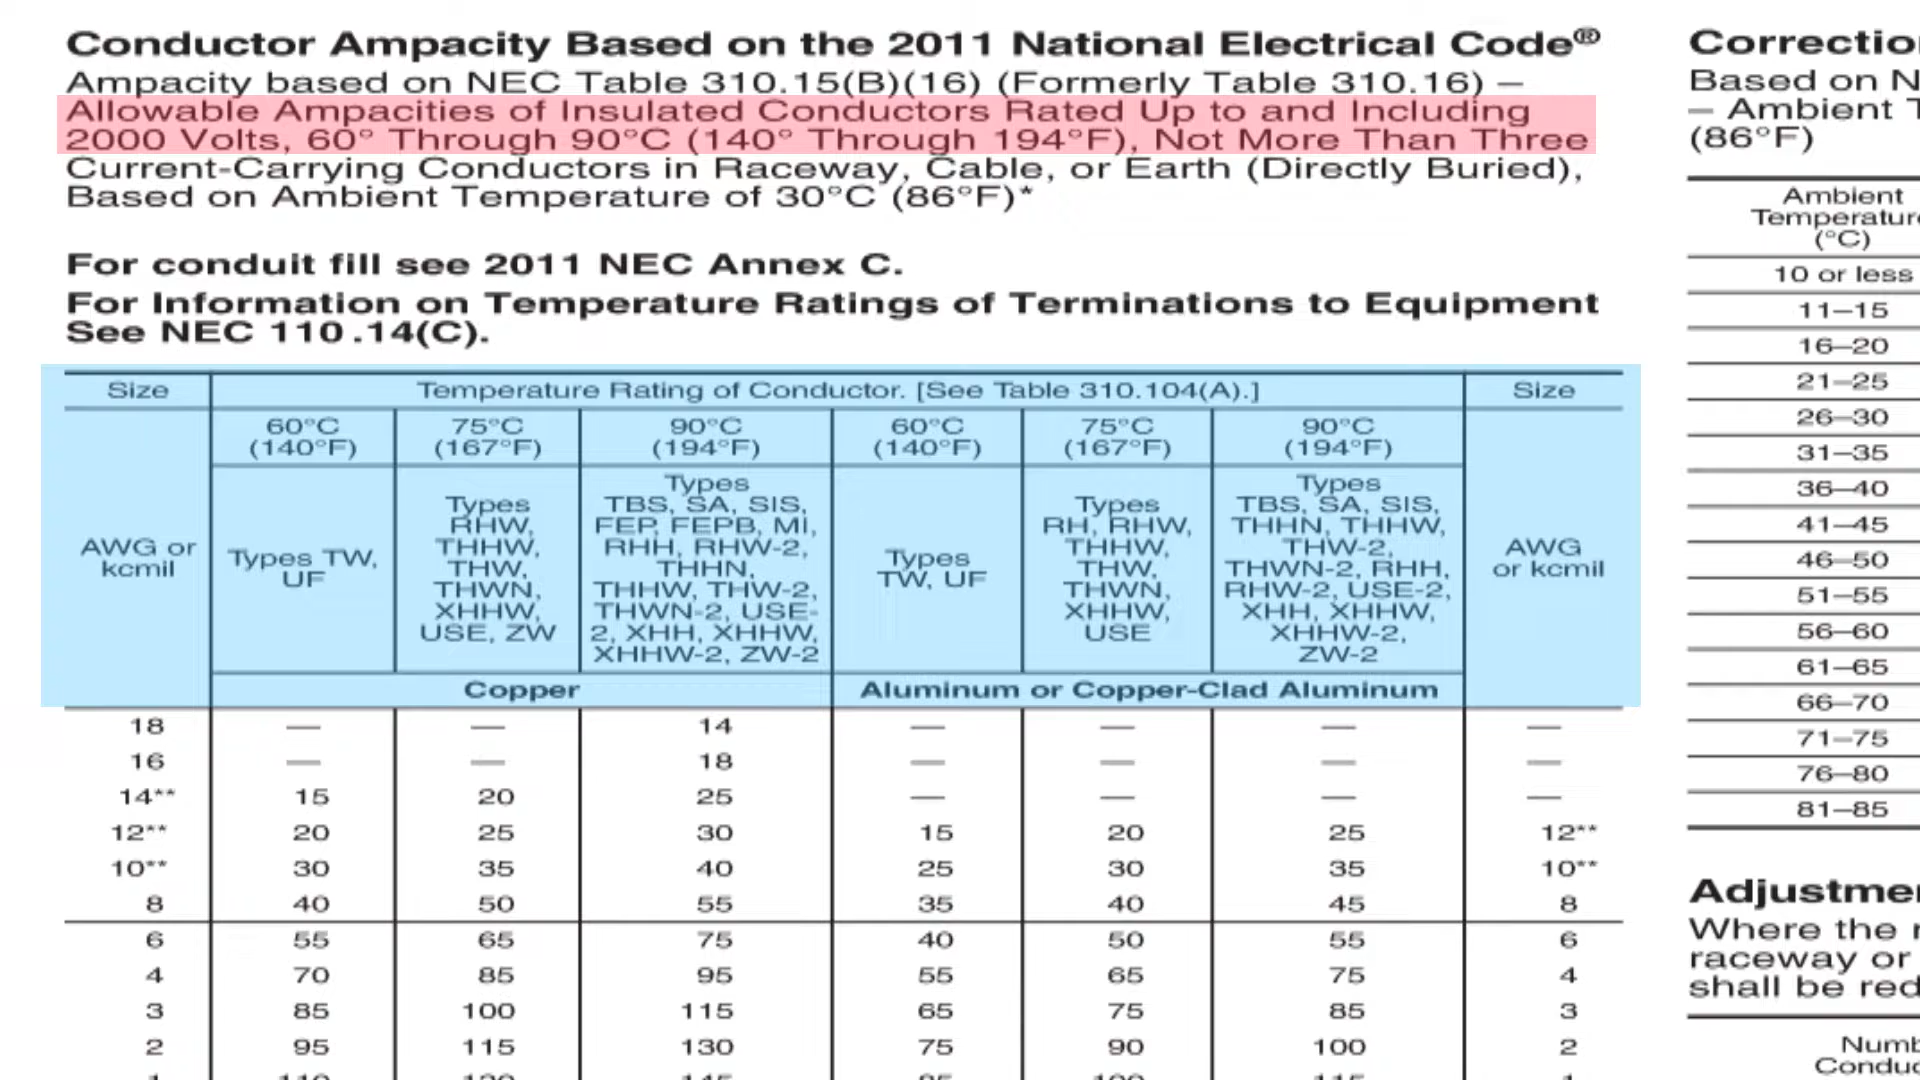 Conductor Ampacity Based on the 2011 National Electrical Code®
Ampacity based on NEC Table 310.15(B)(16) (Formerly Table 310.16) –
Allowable Ampacities of Insulated Conductors Rated Up to and Including
2000 Volts, 60° Through 90°C (140° Through 194°F), Not More Than Three
Current-Carrying Conductors in Raceway, Cable, or Earth (Directly Buried),
Based on Ambient Temperature of 30°C (86°F)*
For conduit fill see 2011 NEC Annex C.
For Information on Temperature Ratings of Terminations to Equipment
See NEC 110.14(C).
Size Temperature Rating of Conductor. [See Table 310.104(A).] Size
60°C 75°C 90°C 60°C 75°C 90°C
(140°F) (167°F) (194°F) (140°F) (167°F) (194°F)
AWG or
kcmil
Types TW,
UF
Types
RHW,
THHW,
THW,
THWN,
XHHW,
USE, ZW
Types
TBS, SA, SIS,
FEP, FEPB, MI,
RHH, RHW-2,
THHN,
THHW, THW-2,
THWN-2, USE-
2, XHH, XHHW,
XHHW-2, ZW-2
Types
TW, UF
Types
RH, RHW,
THHW,
THW,
THWN,
XHHW,
USE
Types
TBS, SA, SIS,
THHN, THHW,
THW-2,
THWN-2, RHH,
RHW-2, USE-2,
XHH, XHHW,
XHHW-2,
ZW-2
AWG
or kcmil
Copper Aluminum or Copper-Clad Aluminum
18 — — 14 — — — —
16 — — 18 — — — —
14** 15 20 25 — — — —
12** 20 25 30 15 20 25 12**
10** 30 35 40 25 30 35 10**
8 40 50 55 35 40 45 8
6 55 65 75 40 50 55 6
4 70 85 95 55 65 75 4
3 85 100 115 65 75 85 3
2 95 115 130 75 90 100 2
Correctio
Based on N
– Ambient T
(86°F)
Ambient
Temperature
(°C)
10 or less
11–15
16–20
21–25
26–30
31–35
36–40
41–45
46–50
51–55
56–60
61–65
66–70
71–75
76–80
81–85
Adjustme
Where the
raceway or
shall be red
Numb
Conduc